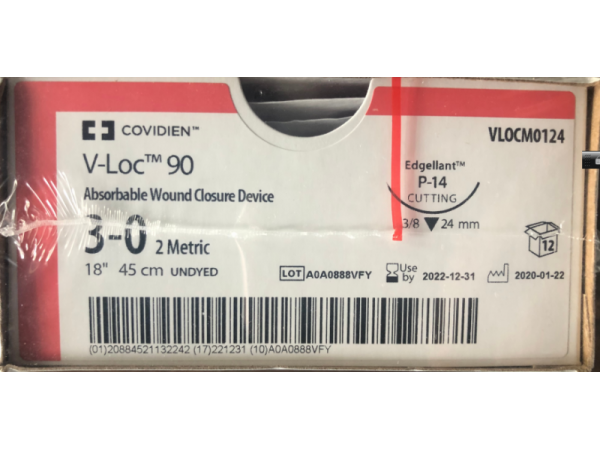 COVIDIEN™
VLOCM0124
V-Loc™ 90
Absorbable Wound Closure Device
Edgellant™
P-14
CUTTING
3/8 24 mm
3-0 2 Metric
18" 45 cm UNDYED
LOT A0A0888VFY
Use by 2022-12-31
2020-01-22
12
(01)20884521132242 (17)221231 (10)A0A0888VFY